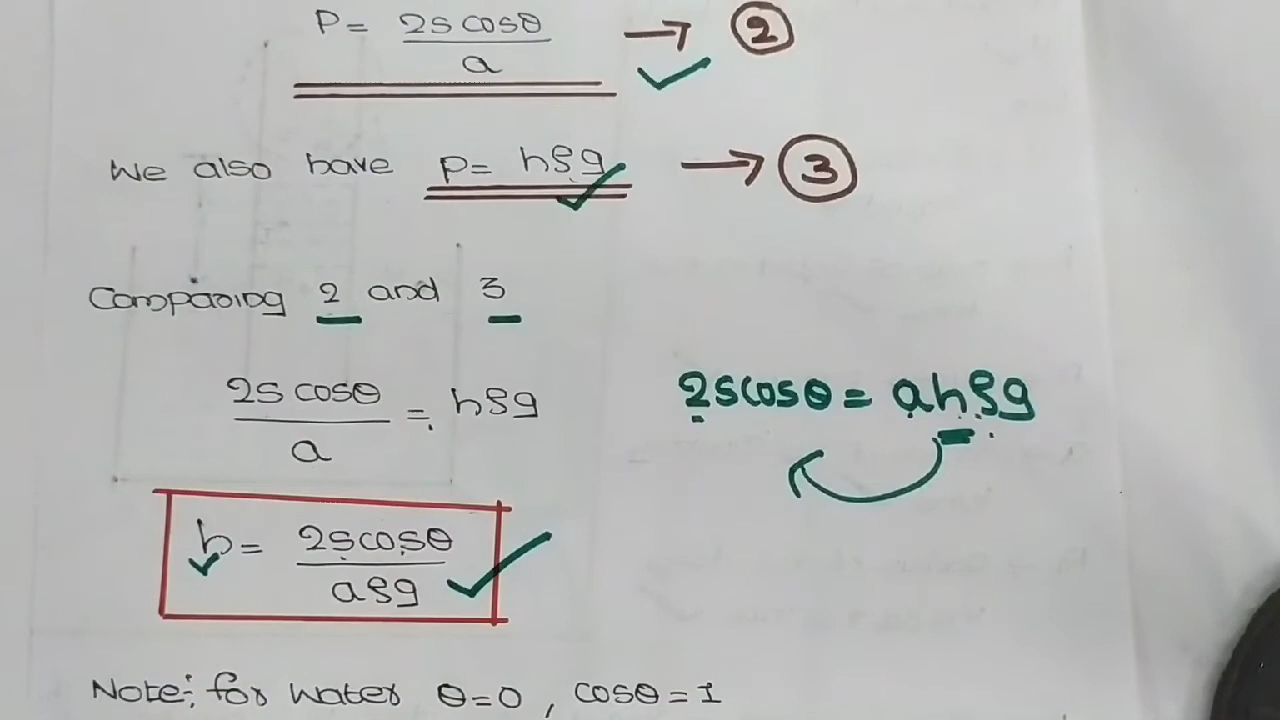 P = 2s cosθ / a → 2
We also have P = hρg → 3
Comparing 2 and 3
2s cosθ / a = hρg
2s cosθ = ahρg
h = 2s cosθ / aρg
Note: for water θ=0, cosθ=1